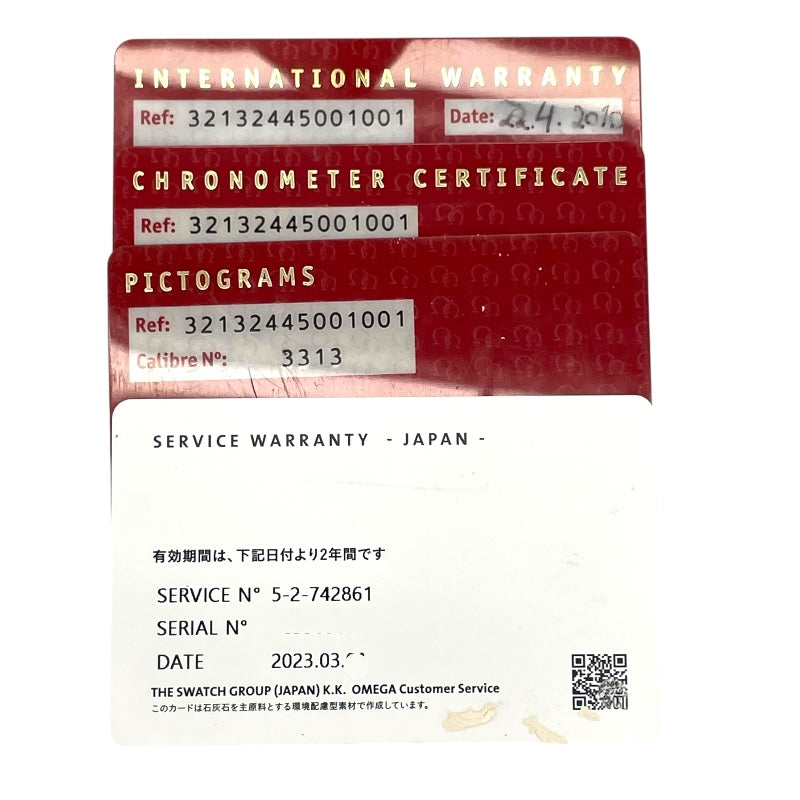 INTERNATIONAL WARRANTY
Ref: 32132445001001 Date: 22.4.2010
CHRONOMETER CERTIFICATE
Ref: 32132445001001
PICTOGRAMS
Ref: 32132445001001
Calibre Nº: 3313
SERVICE WARRANTY - JAPAN -
有効期間は、下記日付より2年間です
SERVICE N° 5-2-742861
SERIAL N°
DATE 2023.03.
THE SWATCH GROUP (JAPAN) K.K. OMEGA Customer Service
このカードは石灰石を主原料とする環境配慮型素材で作成しています。